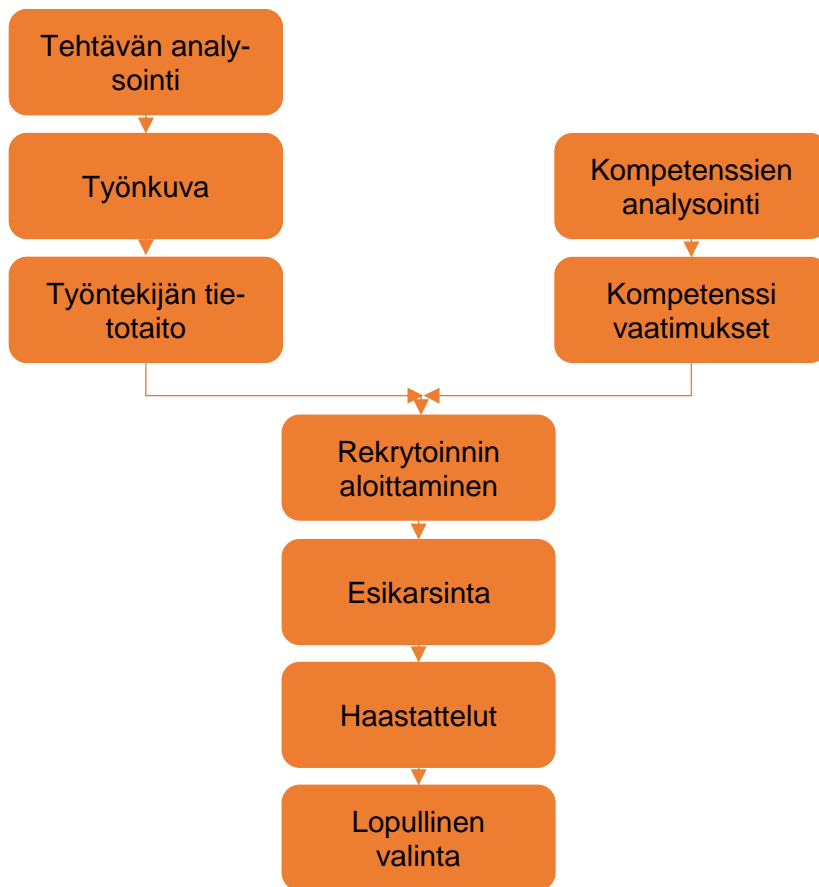 Tehtävän analy-
sointi
Työnkuva
Kompetenssien
analysointi
Työntekijän tie-
totaito
Kompetenssi
vaatimukset
Rekrytoinnin
aloittaminen
Esikarsinta
Haastattelut
Lopullinen
valinta